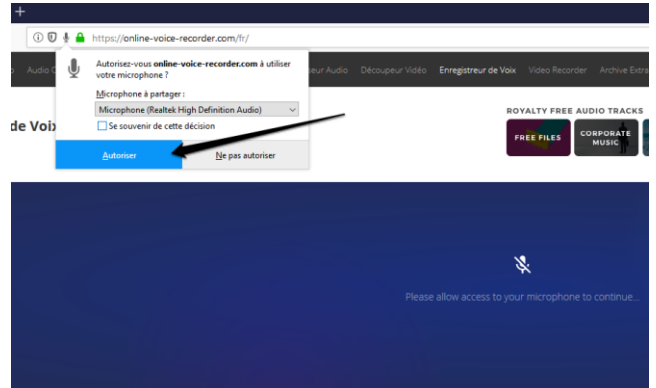 +
https://online-voice-recorder.com/fr/
Audio
eur Audio Découpeur Vidéo Enregistreur de Voix Video Recorder Archive Extra
Autorisez-vous online-voice-recorder.com à utiliser
votre microphone ?
Microphone à partager :
Microphone (Realtek High Definition Audio)
Se souvenir de cette décision
Autoriser Ne pas autoriser
de Voix
ROYALTY FREE AUDIO TRACKS
FREE FILES
CORPORATE
MUSIC
Please allow access to your microphone to continue...